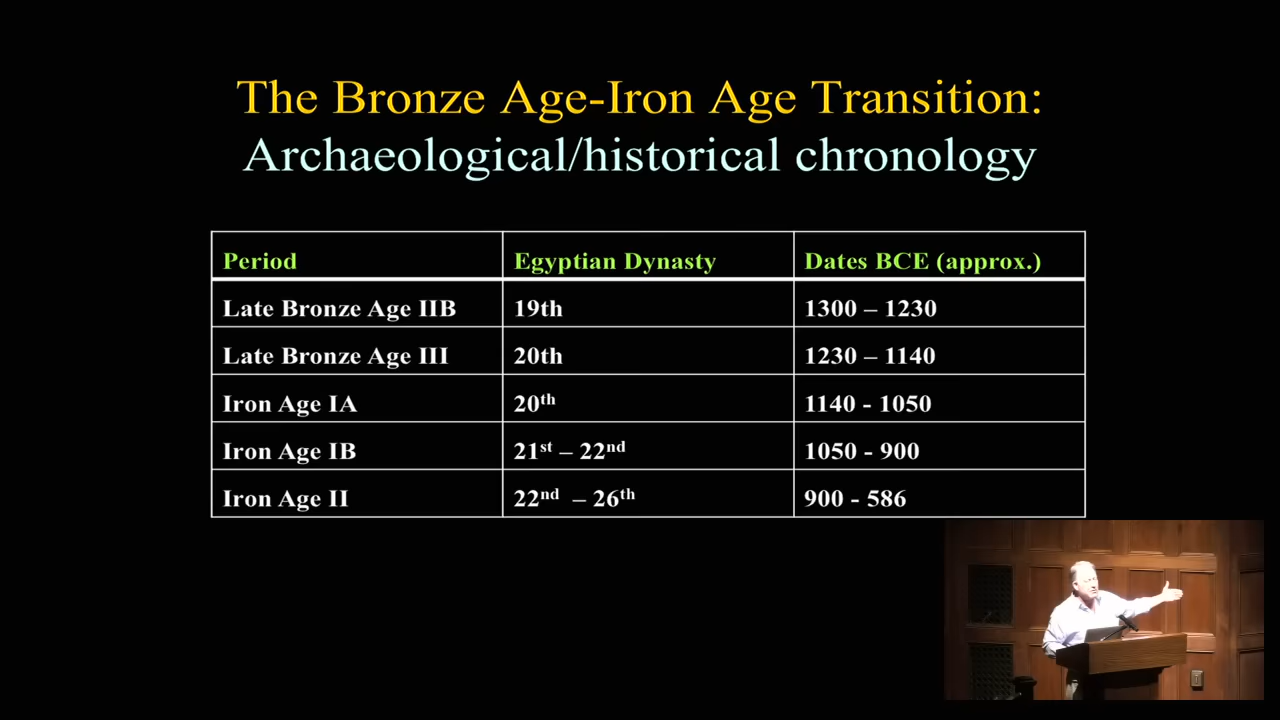 The Bronze Age-Iron Age Transition:
Archaeological/historical chronology
Period Egyptian Dynasty Dates BCE (approx.)
Late Bronze Age IIB 19th 1300 – 1230
Late Bronze Age III 20th 1230 – 1140
Iron Age IA 20th 1140 - 1050
Iron Age IB 21st – 22nd 1050 - 900
Iron Age II 22nd – 26th 900 - 586